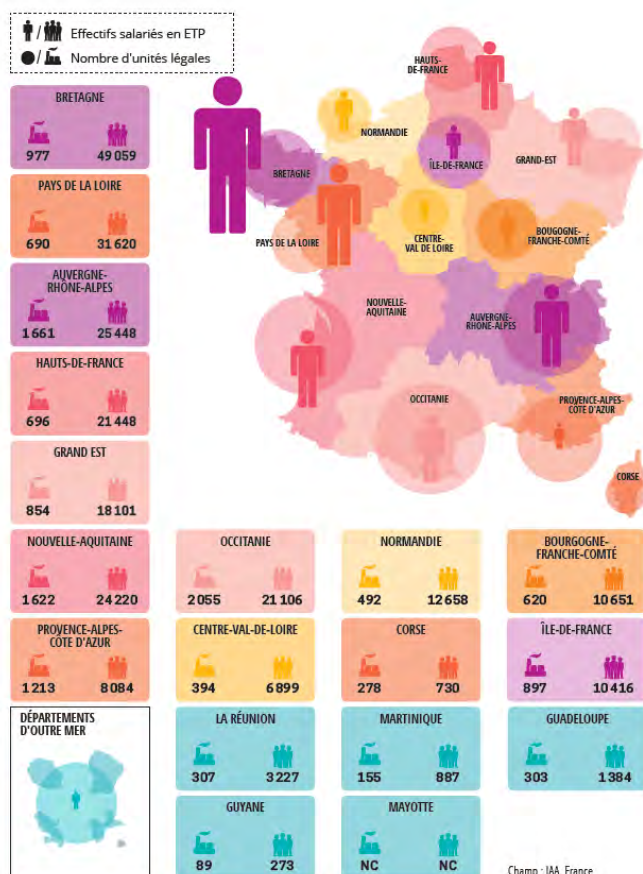 / Effectifs salariés en ETP
/ Nombre d'unités légales
BRETAGNE
977 49 059
PAYS DE LA LOIRE
690 31 620
AUVERGNE-
RHÔNE-ALPES
1 661 25 448
HAUTS-DE-FRANCE
696 21 448
GRAND EST
854 18 101
HAUTS-
DE-FRANCE
NORMANDIE
ÎLE-DE-FRANCE
GRAND-EST
BRETAGNE
PAYS DE LA LOIRE
CENTRE-
VAL DE LOIRE
BOUGOGNE-
FRANCHE-COMTÉ
NOUVELLE-
AQUITAINE
AUVERGNE-
RHÔNE-ALPES
OCCITANIE
PROVENCE-ALPES-
CÔTE D'AZUR
CORSE
NOUVELLE-AQUITAINE
1 622 24 220
OCCITANIE
2 055 21 106
NORMANDIE
492 12 658
BOURGOGNE-
FRANCHE-COMTÉ
620 10 651
PROVENCE-ALPES-
CÔTE D'AZUR
1 213 8 084
CENTRE-VAL-DE-LOIRE
394 6 899
CORSE
278 730
ÎLE-DE-FRANCE
897 10 416
DÉPARTEMENTS
D'OUTRE MER
LA RÉUNION
307 3 227
MARTINIQUE
155 887
GUADELOUPE
303 1 384
GUYANE
89 273
MAYOTTE
NC NC
Champ : IAA, France